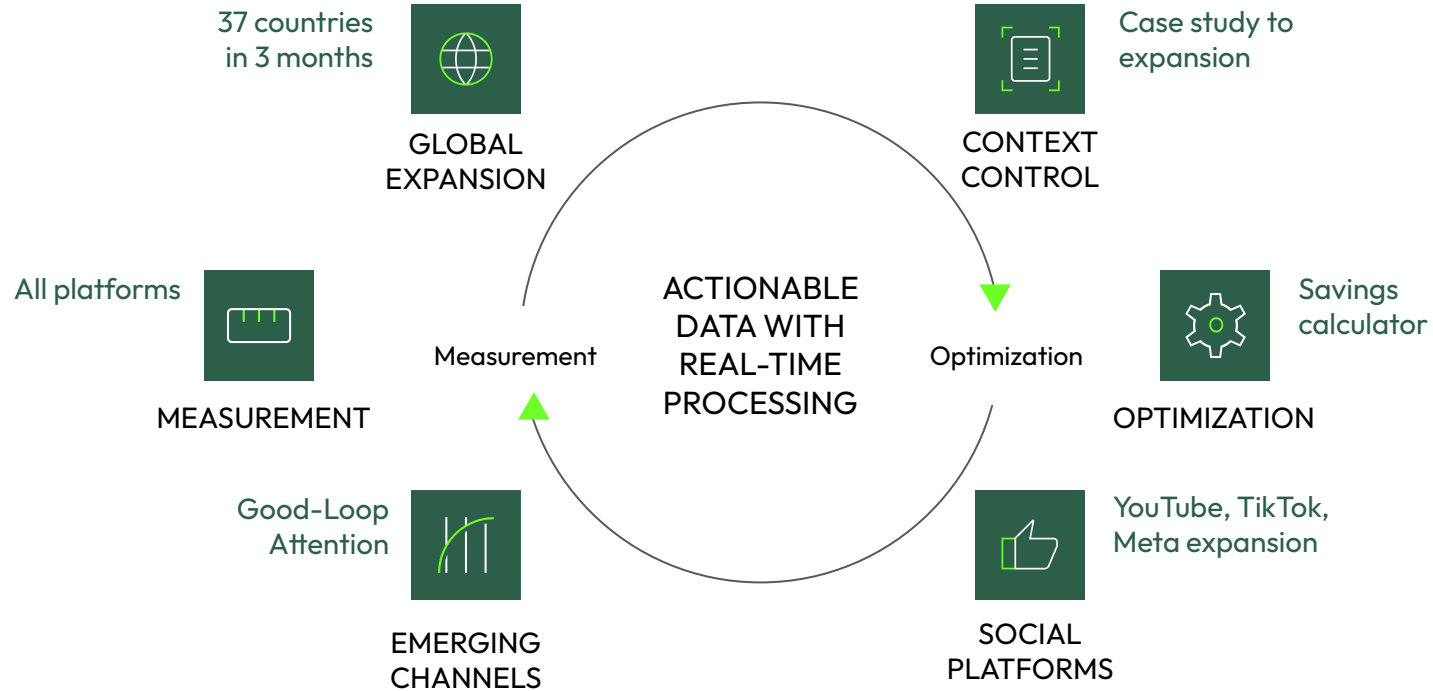 37 countries
in 3 months
GLOBAL
EXPANSION
Case study to
expansion
CONTEXT
CONTROL
All platforms
MEASUREMENT
Measurement
ACTIONABLE
DATA WITH
REAL-TIME
PROCESSING
Optimization
Savings
calculator
OPTIMIZATION
Good-Loop
Attention
EMERGING
CHANNELS
YouTube, TikTok,
Meta expansion
SOCIAL
PLATFORMS